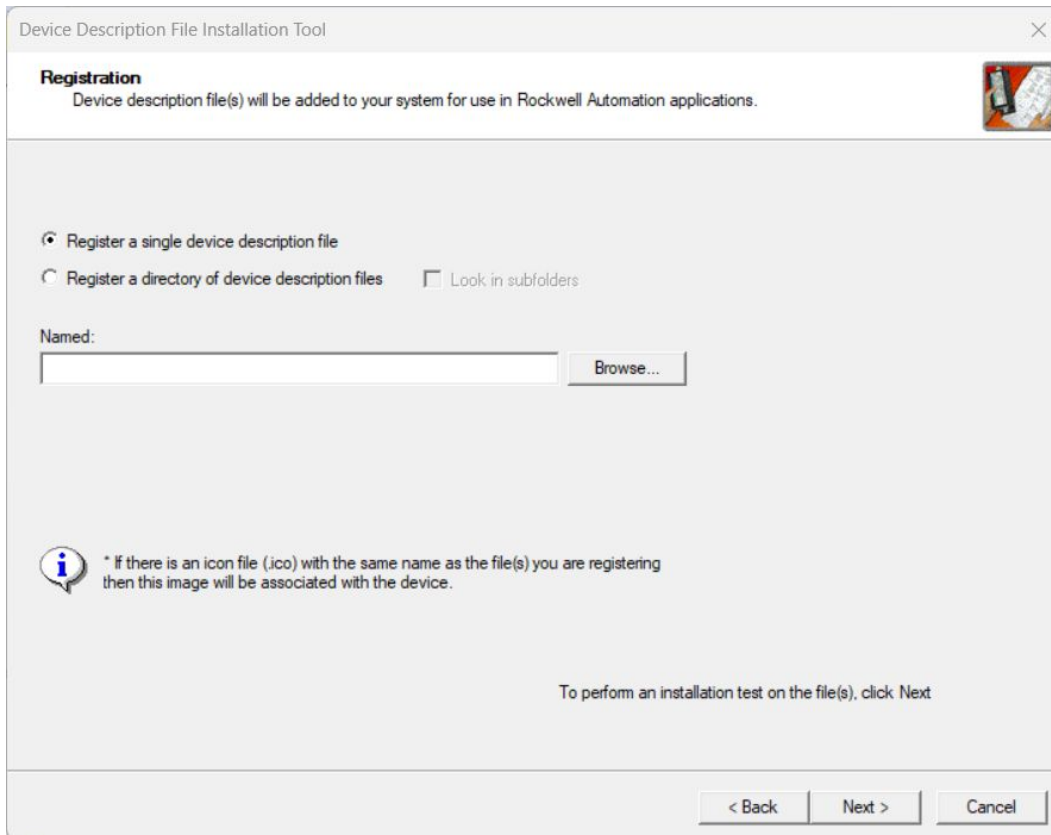 Device Description File Installation Tool
Registration
Device description file(s) will be added to your system for use in Rockwell Automation applications.
Register a single device description file
Register a directory of device description files    Look in subfolders
Named:
Browse...
* If there is an icon file (.ico) with the same name as the file(s) you are registering
then this image will be associated with the device.
To perform an installation test on the file(s), click Next
< Back    Next >    Cancel